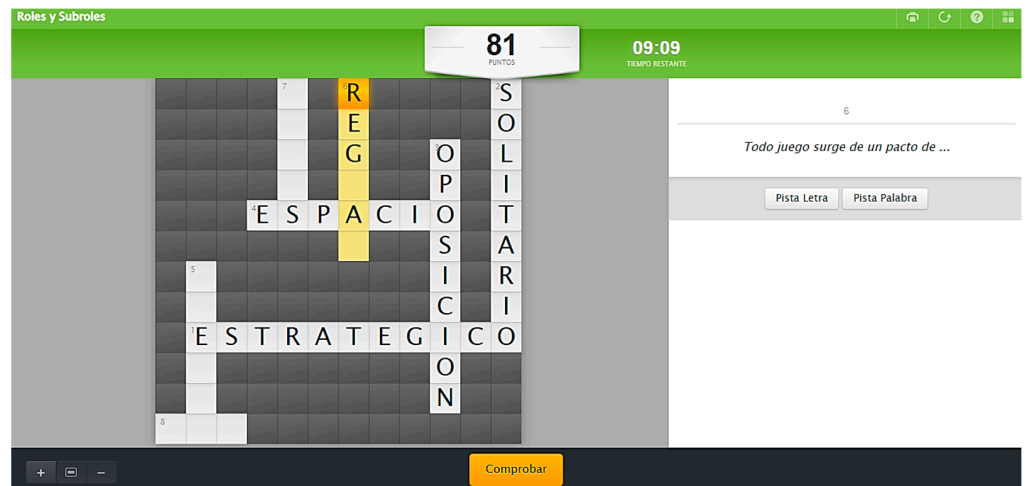 Roles y Subroles
81
PUNTOS
09:09
TIEMPO RESTANTE
7 6 R 2 S
E O
G 3 O L
P I
4 E S P A C I O T
S A
5 I R
C I
1 E S T R A T E G I C O
O
N
8
6
Todo juego surge de un pacto de ...
Pista Letra Pista Palabra
+ −
Comprobar